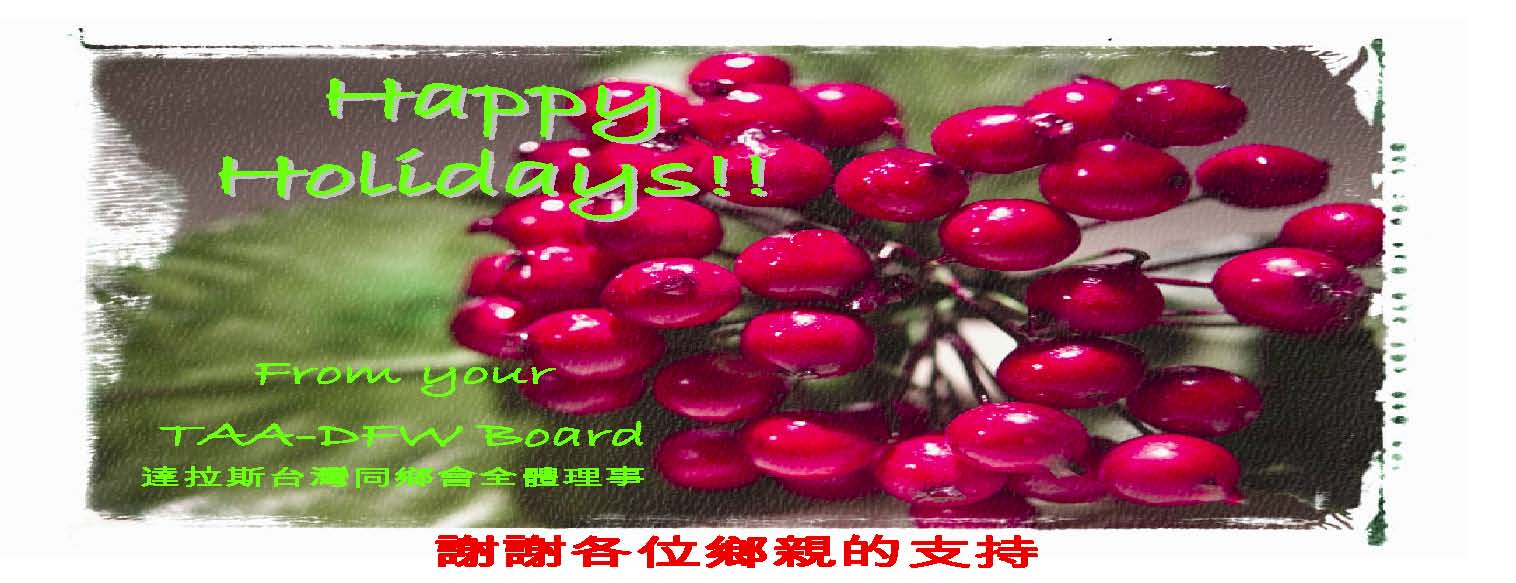 Happy
Holidays!!
From your
TAA-DFW Board
達拉斯台灣同鄉會全體理事
謝謝各位鄉親的支持